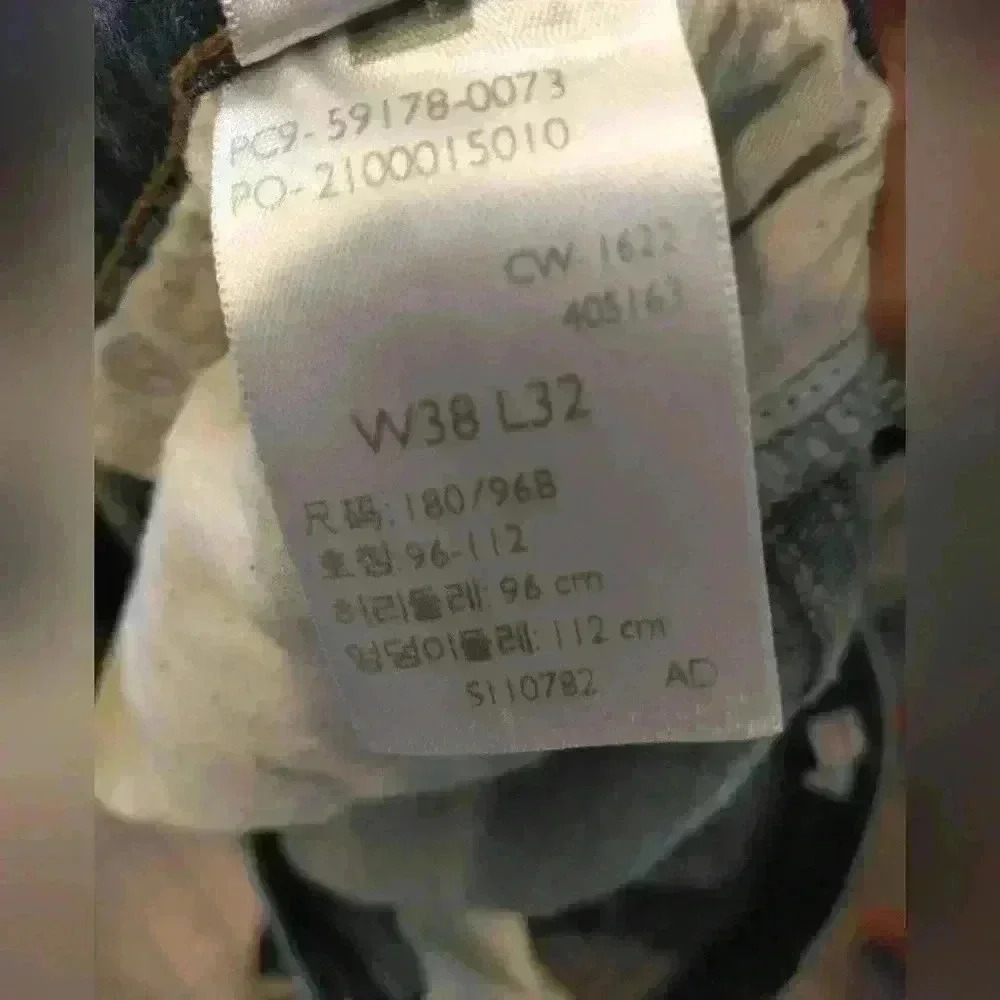 PC9-59178-0073
PO-2100015010
CW 1622
405163
W38 L32
尺码: 180/96B
호칭 96-112
허리둘레: 96 cm
엉덩이둘레: 112 cm
S110782 AD